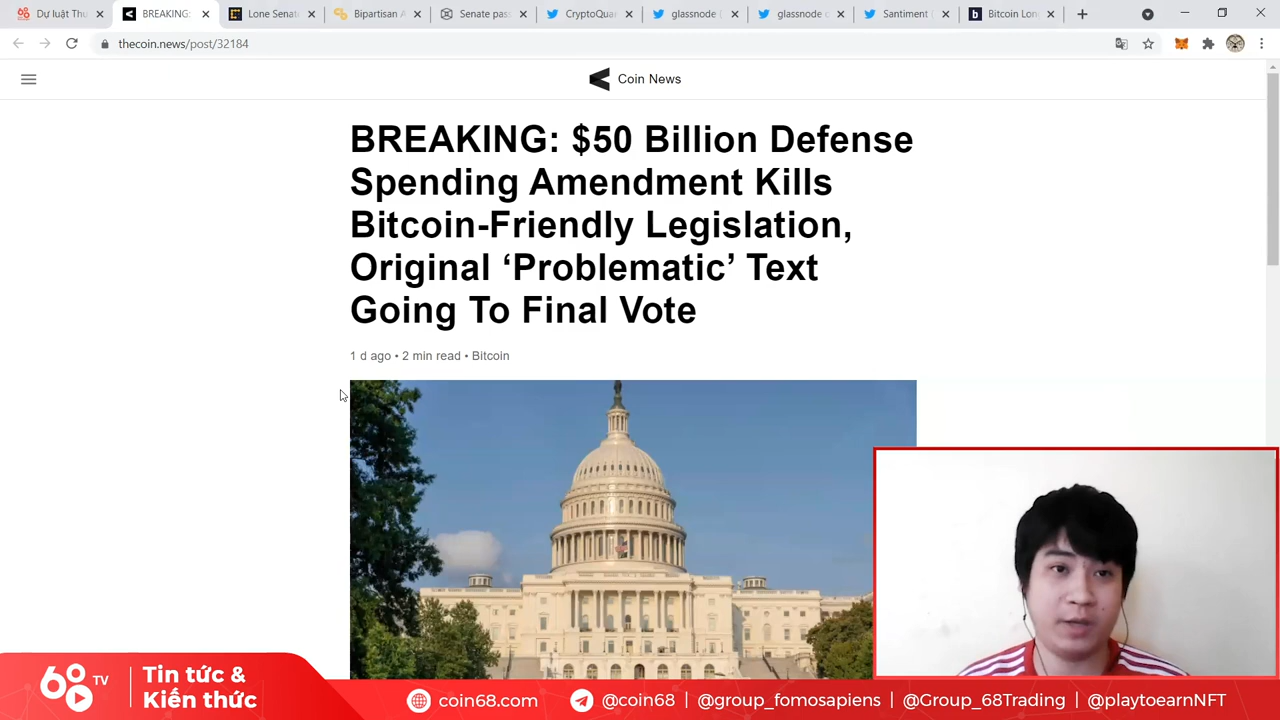 Dự luật Thu
BREAKING:
Lone Senat
Bipartisan A
Senate pass
CryptoQua
glassnode (
glassnode o
Santiment (
b Bitcoin Lon
thecoin.news/post/32184
Coin News
BREAKING: $50 Billion Defense
Spending Amendment Kills
Bitcoin-Friendly Legislation,
Original ‘Problematic’ Text
Going To Final Vote
1 d ago • 2 min read • Bitcoin
68 TV
Tin tức &
Kiến thức
coin68.com
@coin68 | @group_fomosapiens | @Group_68Trading | @playtoearnNFT